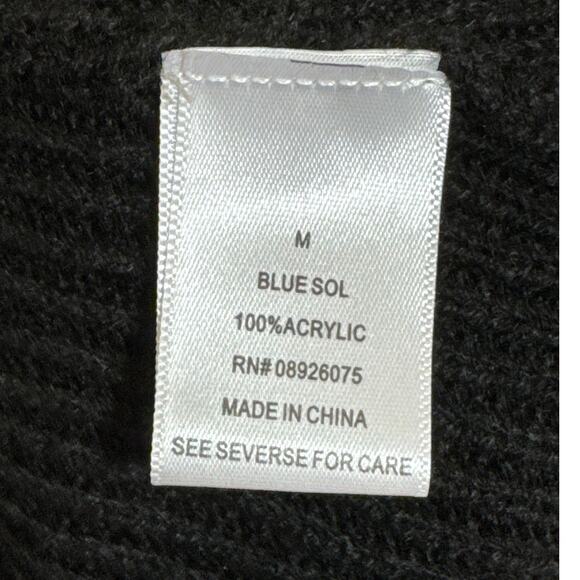 M
BLUE SOL
100%ACRYLIC
RN# 08926075
MADE IN CHINA
SEE SEVERSE FOR CARE